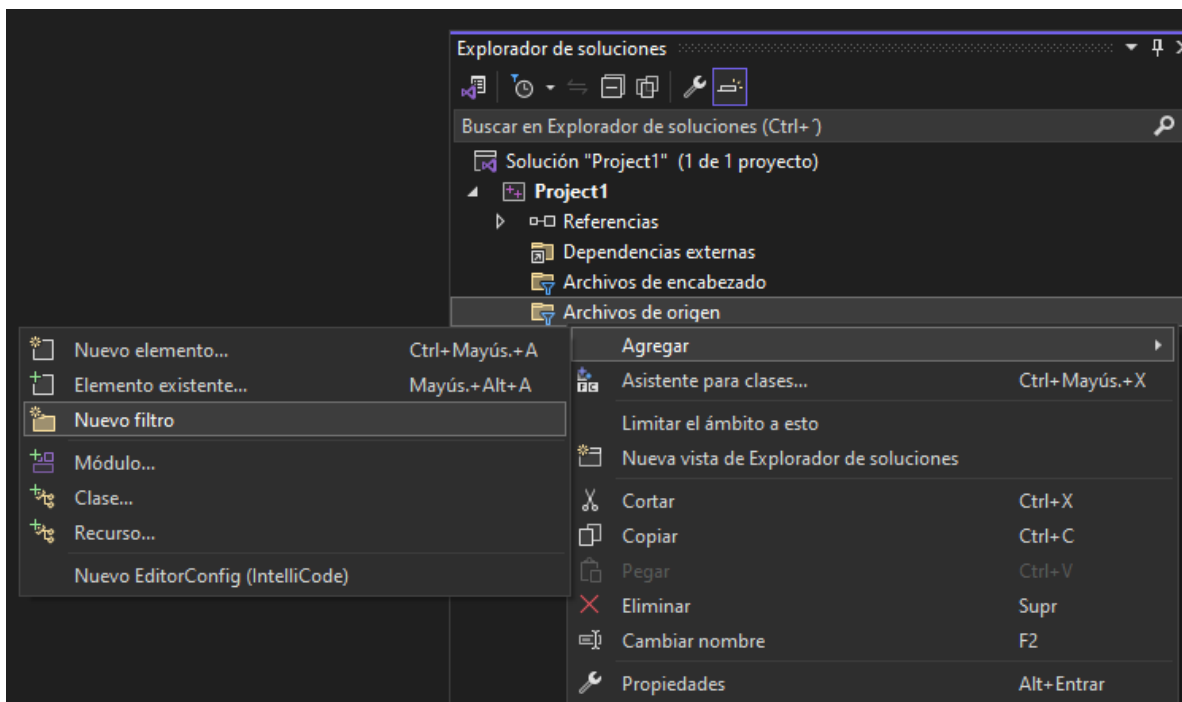 Explorador de soluciones
Buscar en Explorador de soluciones (Ctrl+´)
Solución "Project1" (1 de 1 proyecto)
Project1
Referencias
Dependencias externas
Archivos de encabezado
Archivos de origen
Nuevo elemento... Ctrl+Mayús.+A
Elemento existente... Mayús.+Alt+A
Nuevo filtro
Módulo...
Clase...
Recurso...
Nuevo EditorConfig (IntelliCode)
Agregar
Asistente para clases... Ctrl+Mayús.+X
Limitar el ámbito a esto
Nueva vista de Explorador de soluciones
Cortar Ctrl+X
Copiar Ctrl+C
Pegar Ctrl+V
Eliminar Supr
Cambiar nombre F2
Propiedades Alt+Entrar